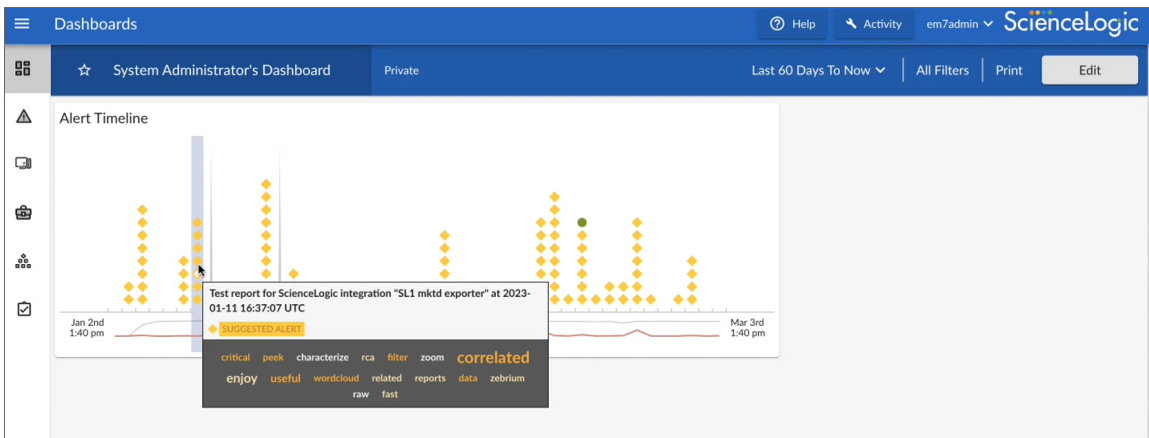 Dashboards
Help
Activity
em7admin
ScienceLogic
System Administrator's Dashboard
Private
Last 60 Days To Now
All Filters
Print
Edit
Alert Timeline
Test report for ScienceLogic integration "SL1 mktd exporter" at 2023-
01-11 16:37:07 UTC
SUGGESTED ALERT
Jan 2nd
1:40 pm
Mar 3rd
1:40 pm
critical peek characterize rca filter zoom correlated
enjoy useful wordcloud related reports data zebrium
raw fast